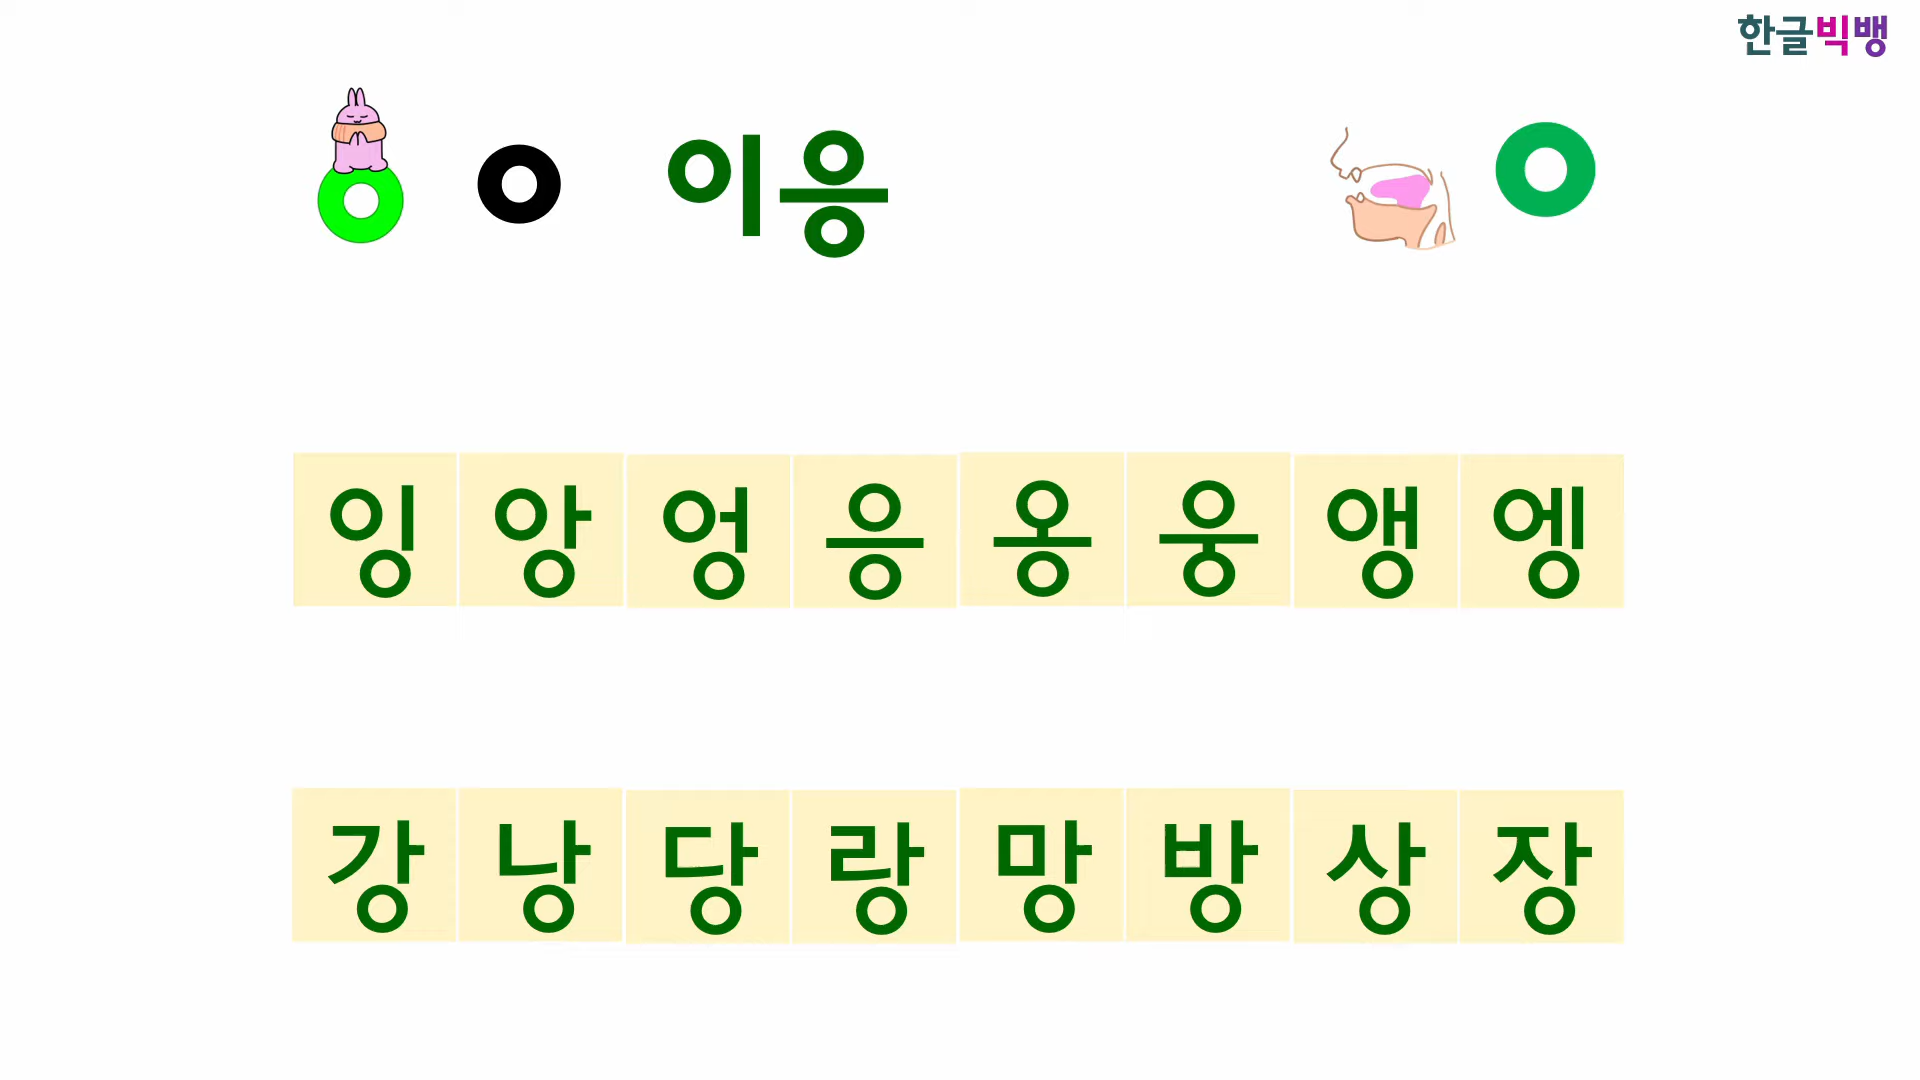 한글빅뱅
ㅇ ㅇ 이응 ㅇ
잉 앙 엉 응 옹 웅 앵 엥
강 낭 당 랑 망 방 상 장